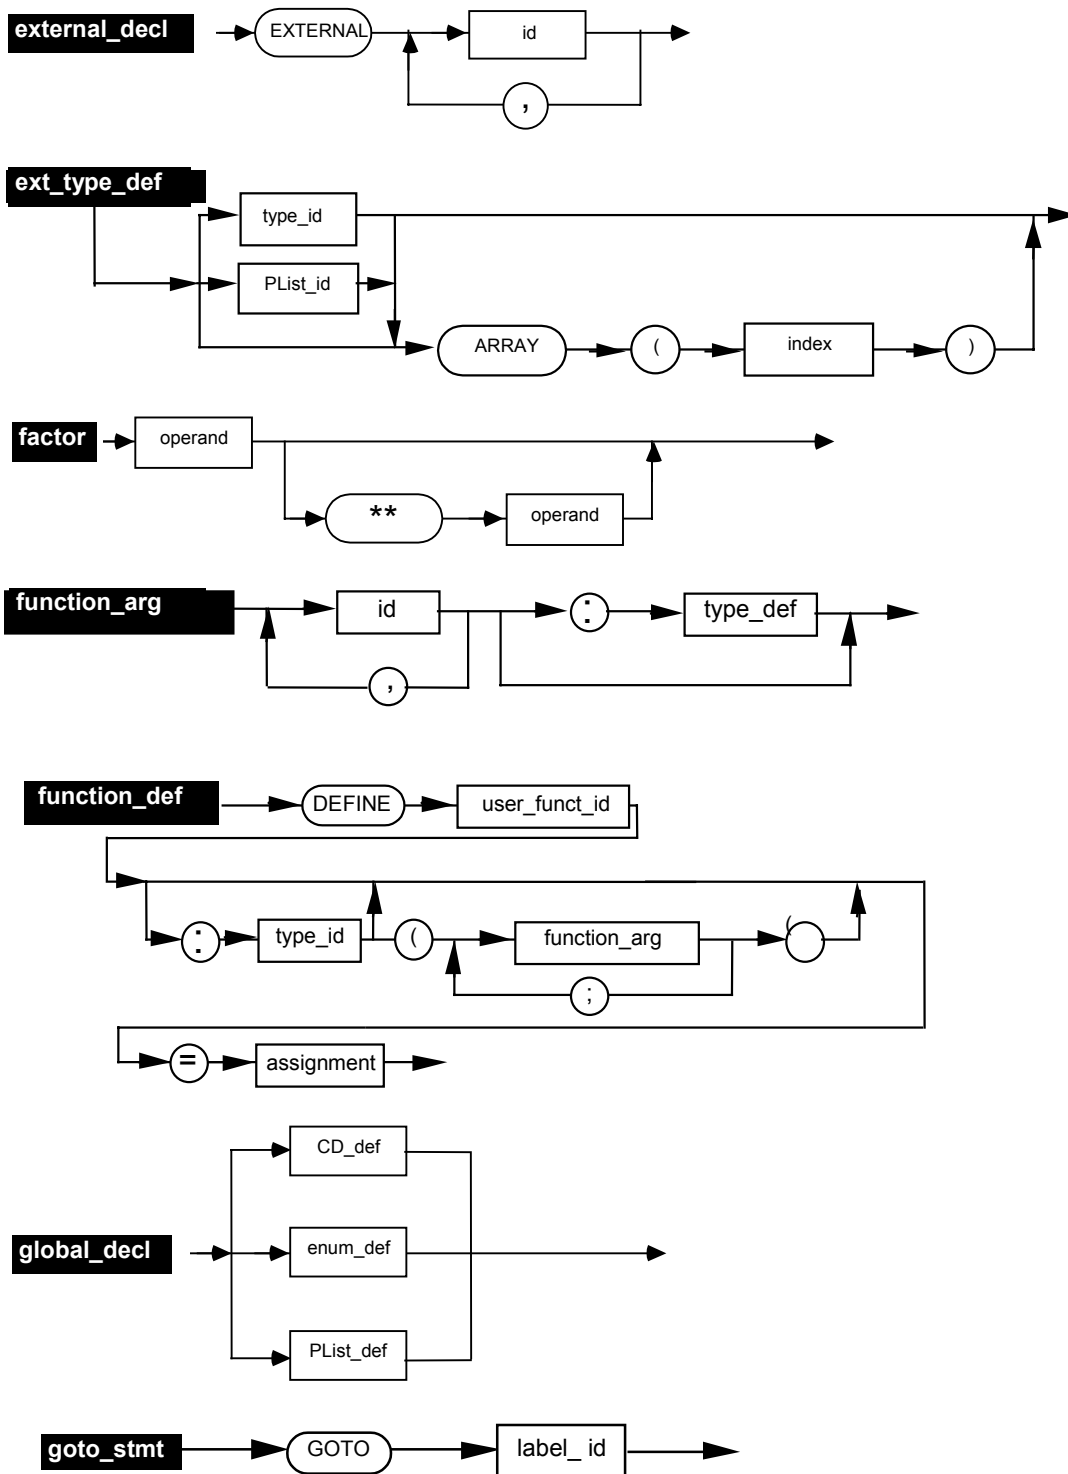 external_decl EXTERNAL id
,
ext_type_def
type_id
PList_id
ARRAY ( index )
factor operand
** operand
function_arg id : type_def
,
function_def DEFINE user_funct_id
: type_id ( function_arg (
;
= assignment
CD_def
global_decl enum_def
PList_def
goto_stmt GOTO label_ id